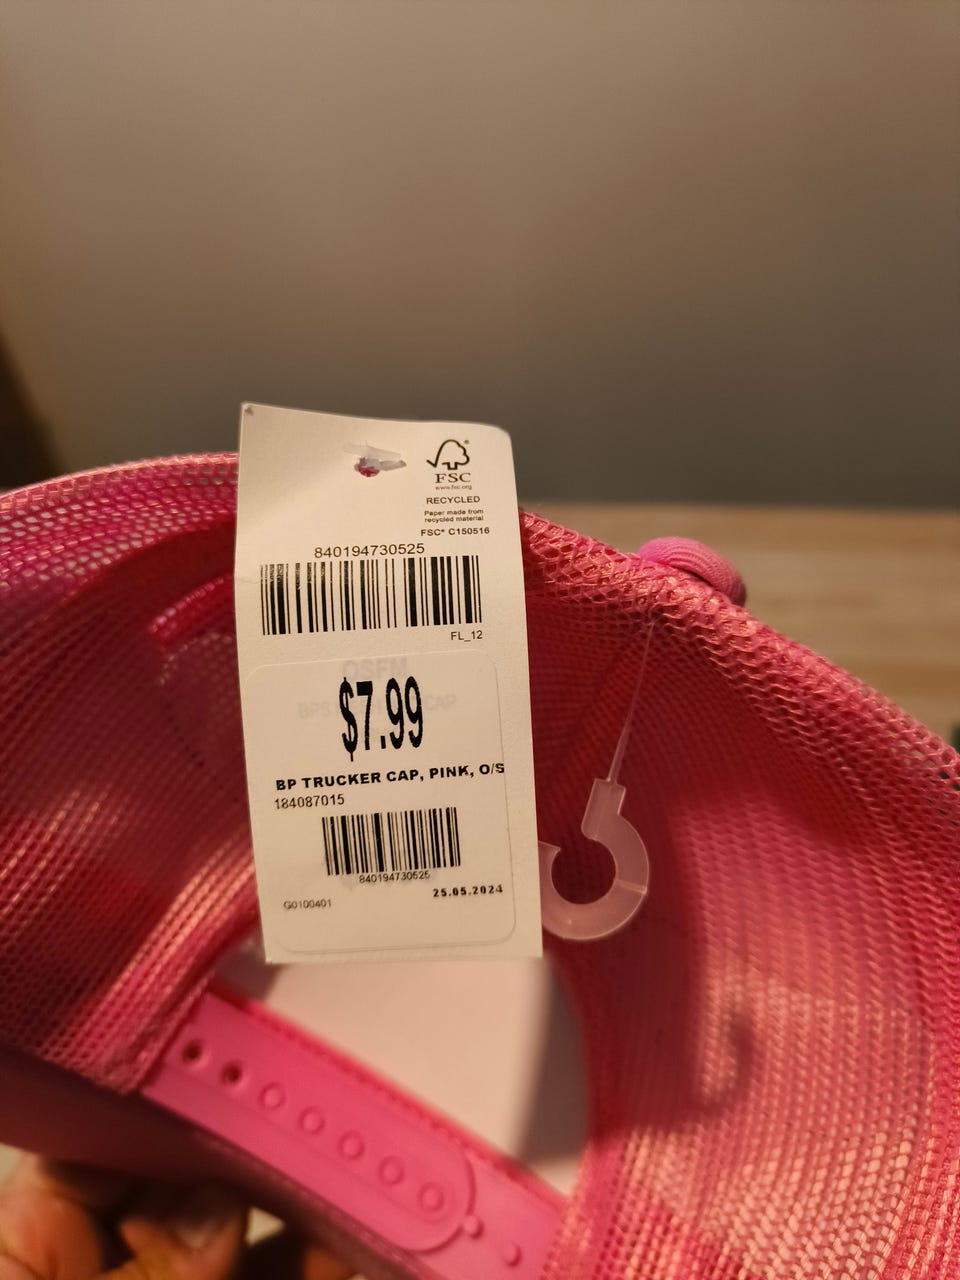 FSC®
www.fsc.org
RECYCLED
Paper made from
recycled material
FSC® C150516
840194730525
FL_12
OSFM
$7.99
BP TRUCKER CAP, PINK, O/S
184087015
840194730525
25.05.2024
G0100401